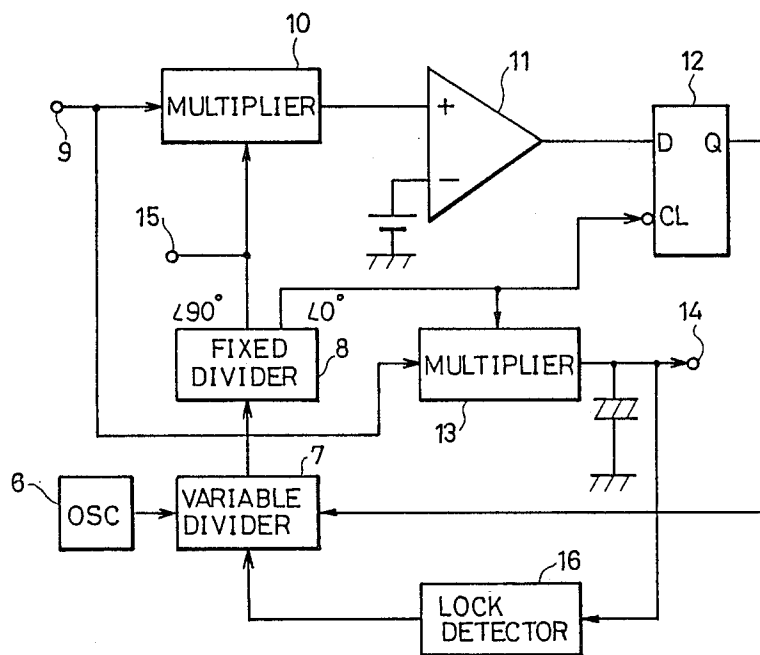 10
MULTIPLIER
9
11
+
−
12
D Q
CL
15
∠90°
∠0°
FIXED
DIVIDER
8
MULTIPLIER
13
14
6
OSC
7
VARIABLE
DIVIDER
16
LOCK
DETECTOR